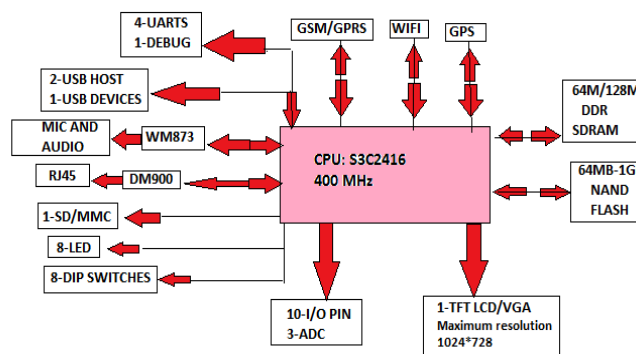 4-UARTS
1-DEBUG
GSM/GPRS
WIFI
GPS
2-USB HOST
1-USB DEVICES
64M/128M
DDR
SDRAM
MIC AND
AUDIO
WM873
CPU: S3C2416
400 MHz
RJ45
DM900
64MB-1G
NAND
FLASH
1-SD/MMC
8-LED
8-DIP SWITCHES
10-I/O PIN
3-ADC
1-TFT LCD/VGA
Maximum resolution
1024*728